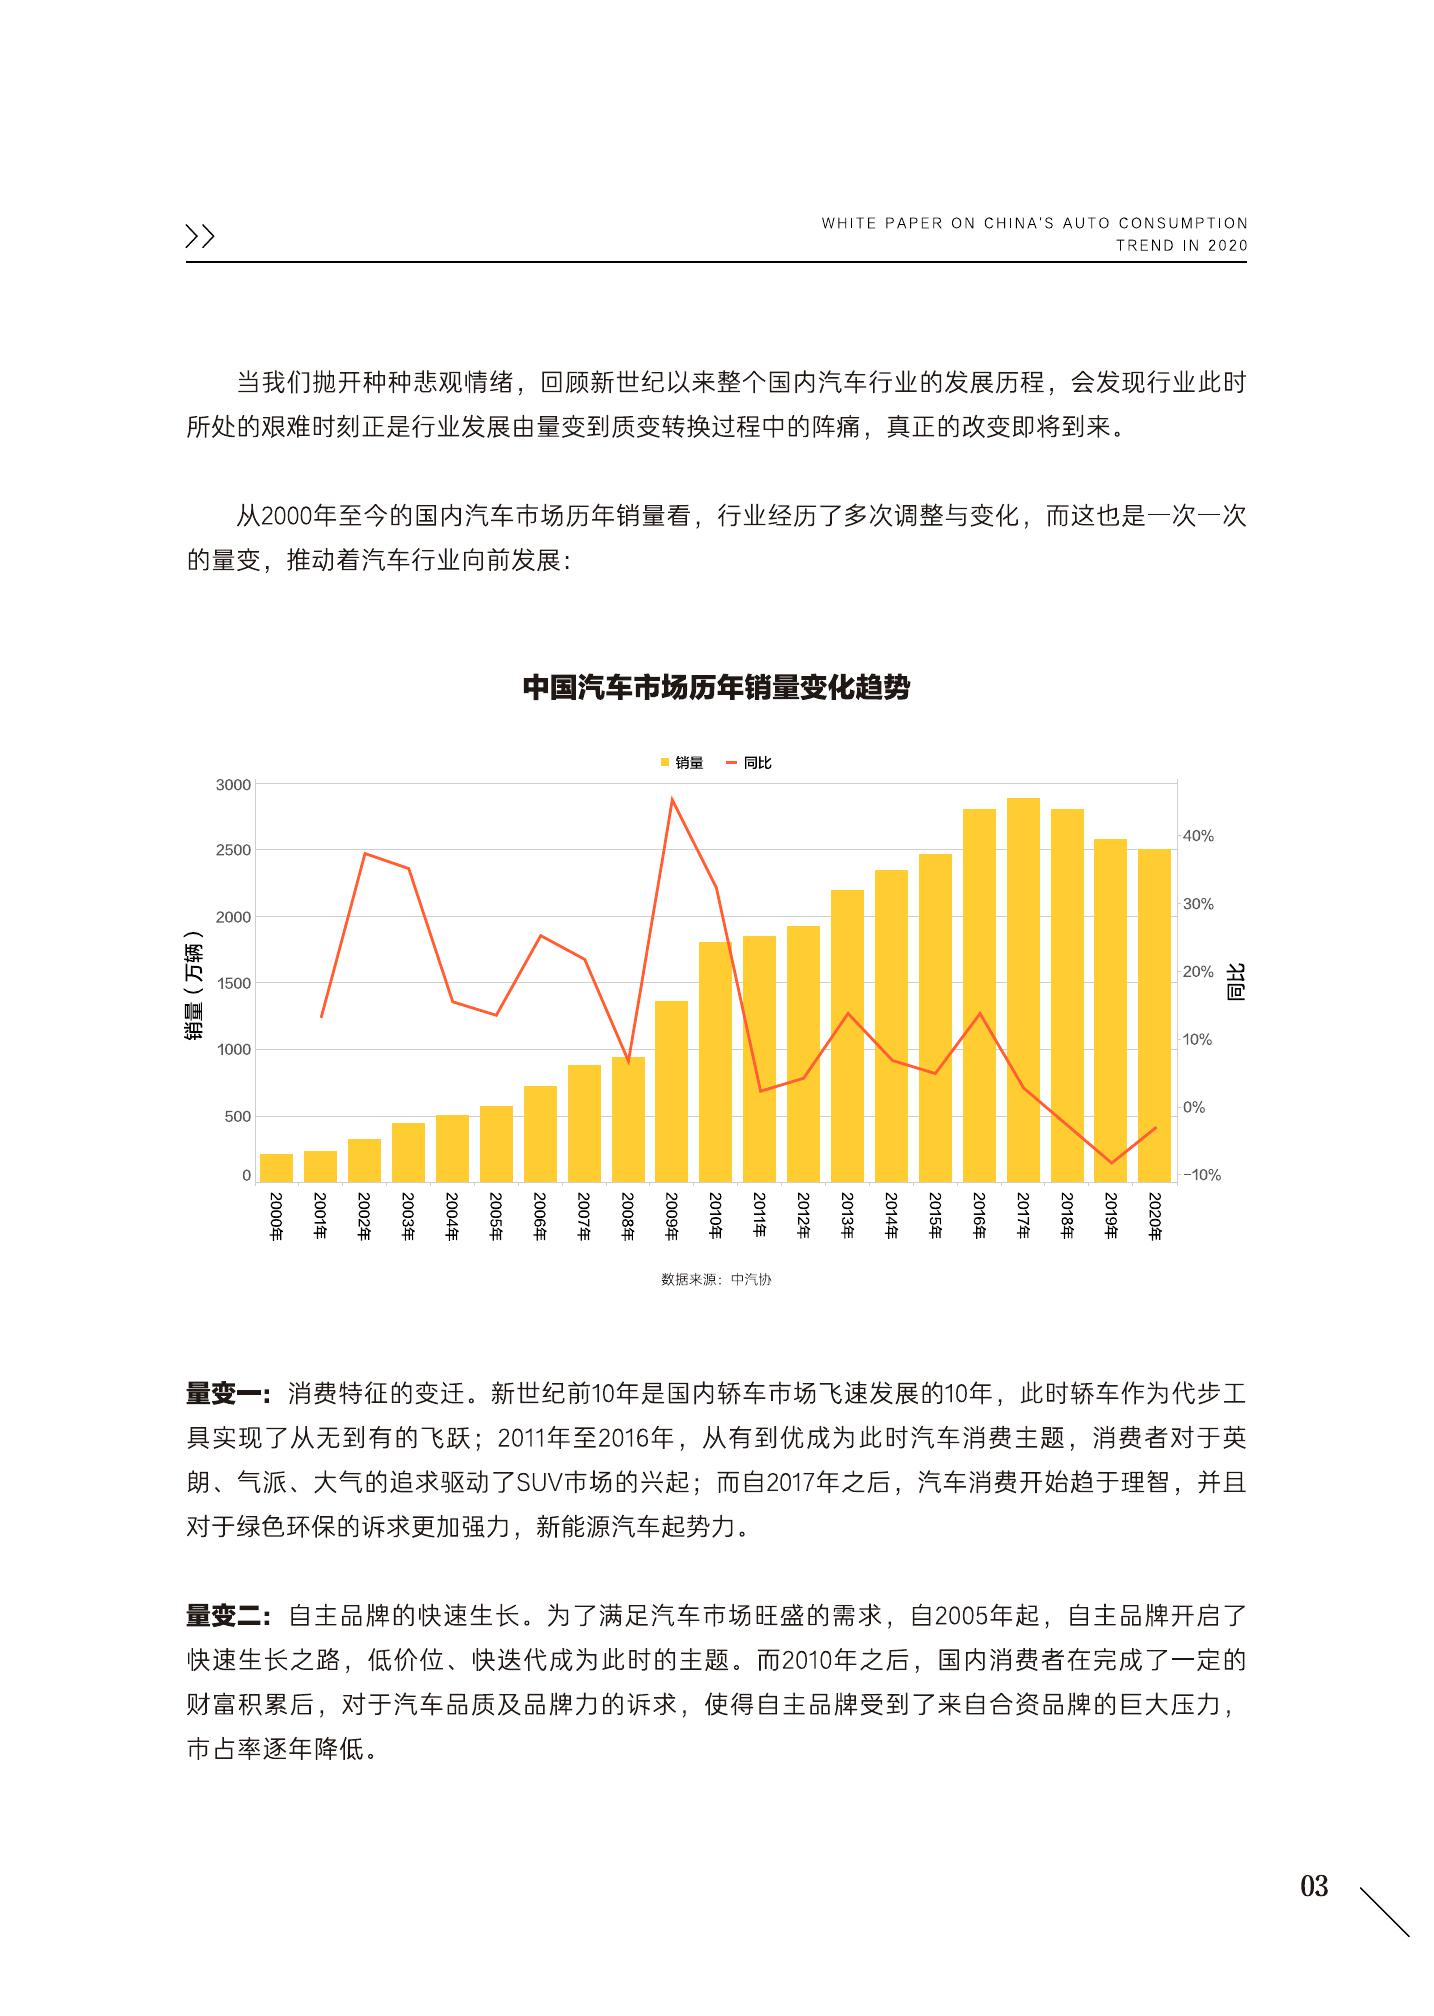 WHITE PAPER ON CHINA'S AUTO CONSUMPTION
TREND IN 2020
当我们抛开种种悲观情绪，回顾新世纪以来整个国内汽车行业的发展历程，会发现行业此时
所处的艰难时刻正是行业发展由量变到质变转换过程中的阵痛，真正的改变即将到来。
从2000年至今的国内汽车市场历年销量看，行业经历了多次调整与变化，而这也是一次一次
的量变，推动着汽车行业向前发展：
中国汽车市场历年销量变化趋势
销量 同比
3000
2500
2000
1500
1000
500
0
销量（万辆）
40%
30%
20%
10%
0%
-10%
同比
2000年 2001年 2002年 2003年 2004年 2005年 2006年 2007年 2008年 2009年 2010年 2011年 2012年 2013年 2014年 2015年 2016年 2017年 2018年 2019年 2020年
数据来源：中汽协
量变一：消费特征的变迁。新世纪前10年是国内轿车市场飞速发展的10年，此时轿车作为代步工
具实现了从无到有的飞跃；2011年至2016年，从有到优成为此时汽车消费主题，消费者对于英
朗、气派、大气的追求驱动了SUV市场的兴起；而自2017年之后，汽车消费开始趋于理智，并且
对于绿色环保的诉求更加强力，新能源汽车起势力。
量变二：自主品牌的快速生长。为了满足汽车市场旺盛的需求，自2005年起，自主品牌开启了
快速生长之路，低价位、快迭代成为此时的主题。而2010年之后，国内消费者在完成了一定的
财富积累后，对于汽车品质及品牌力的诉求，使得自主品牌受到了来自合资品牌的巨大压力，
市占率逐年降低。
03